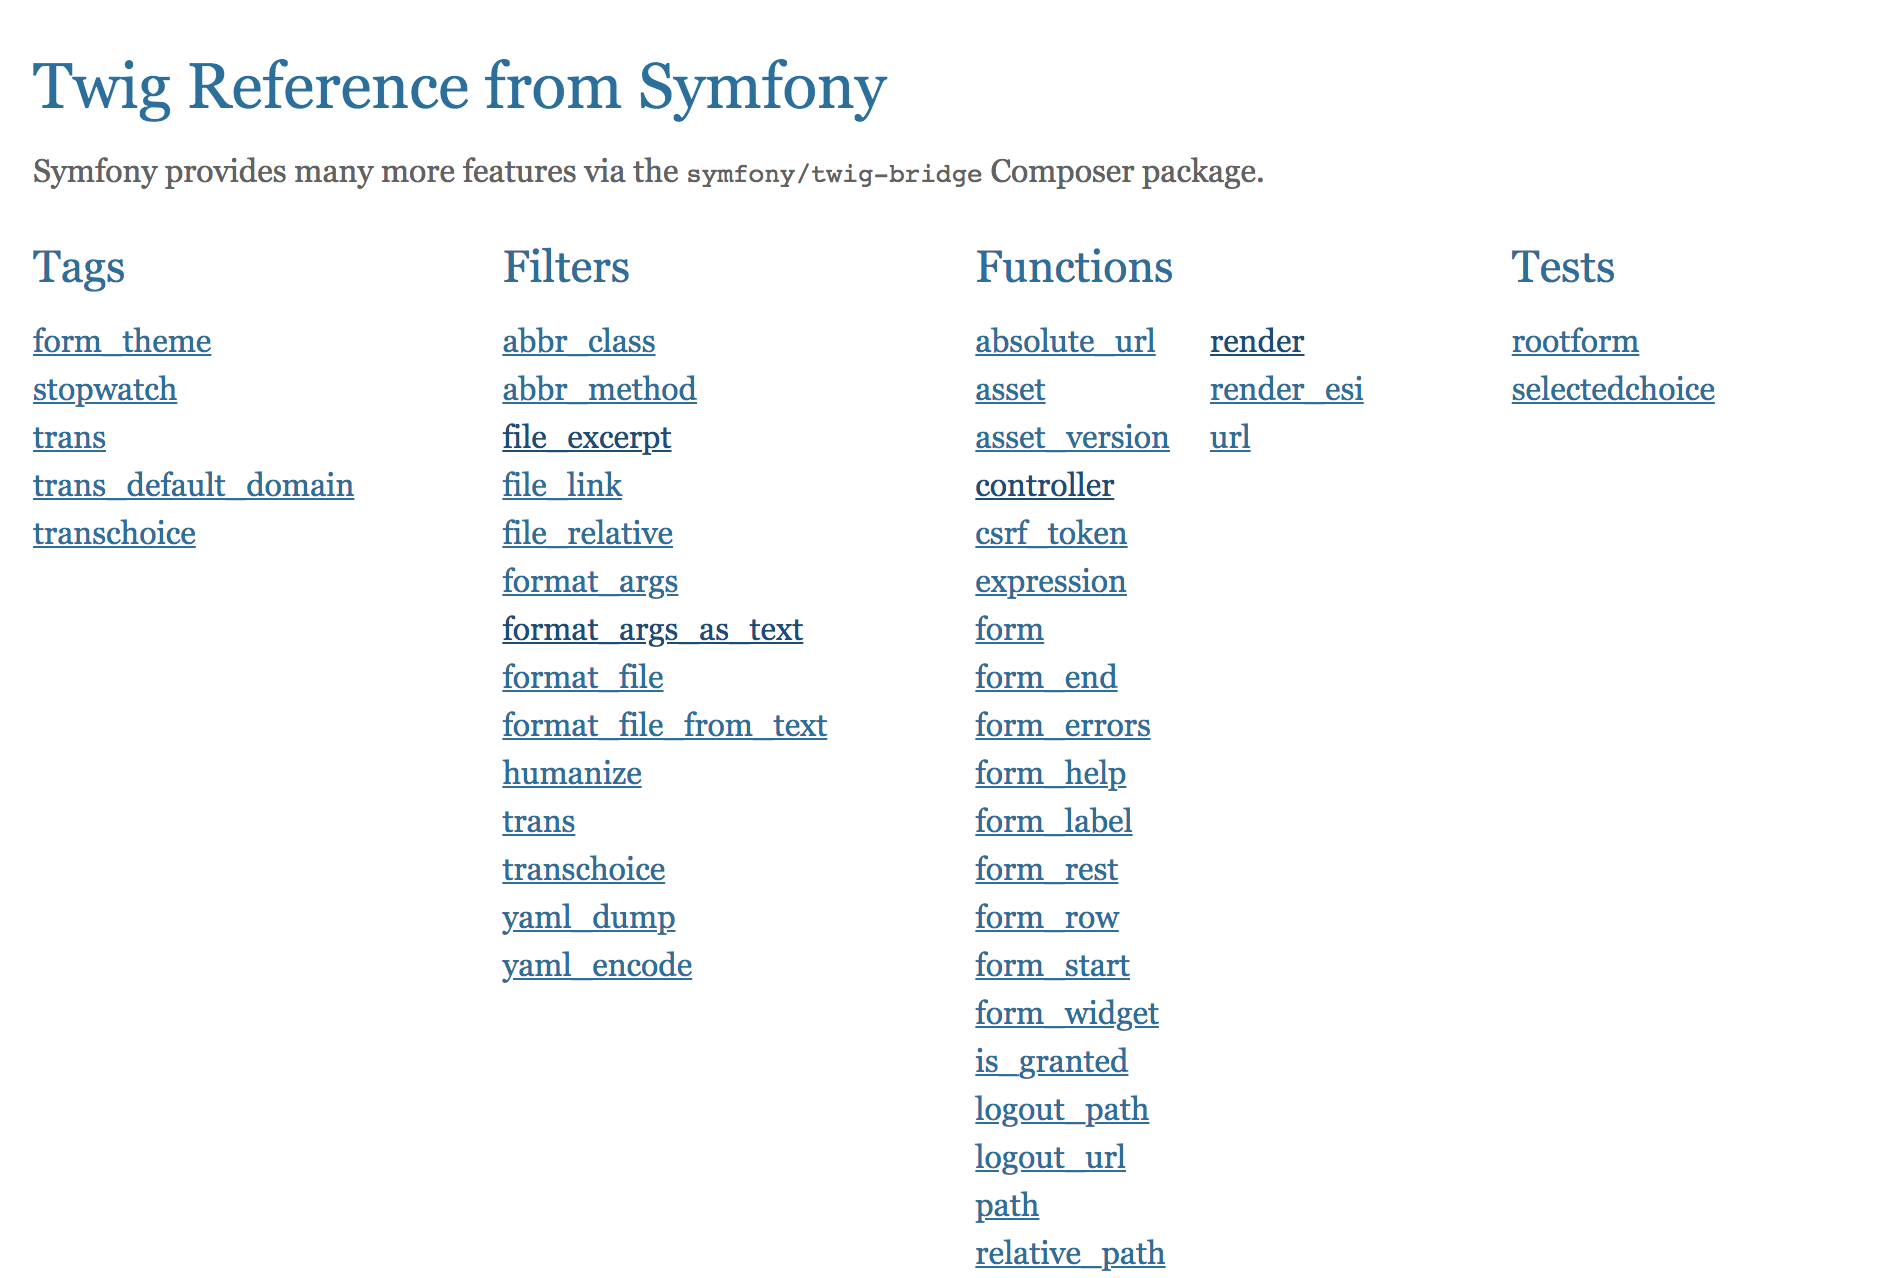 Twig Reference from Symfony
Symfony provides many more features via the symfony/twig-bridge Composer package.
Tags
form_theme
stopwatch
trans
trans_default_domain
transchoice
Filters
abbr_class
abbr_method
file_excerpt
file_link
file_relative
format_args
format_args_as_text
format_file
format_file_from_text
humanize
trans
transchoice
yaml_dump
yaml_encode
Functions
absolute_url
asset
asset_version
controller
csrf_token
expression
form
form_end
form_errors
form_help
form_label
form_rest
form_row
form_start
form_widget
is_granted
logout_path
logout_url
path
relative_path
render
render_esi
url
Tests
rootform
selectedchoice